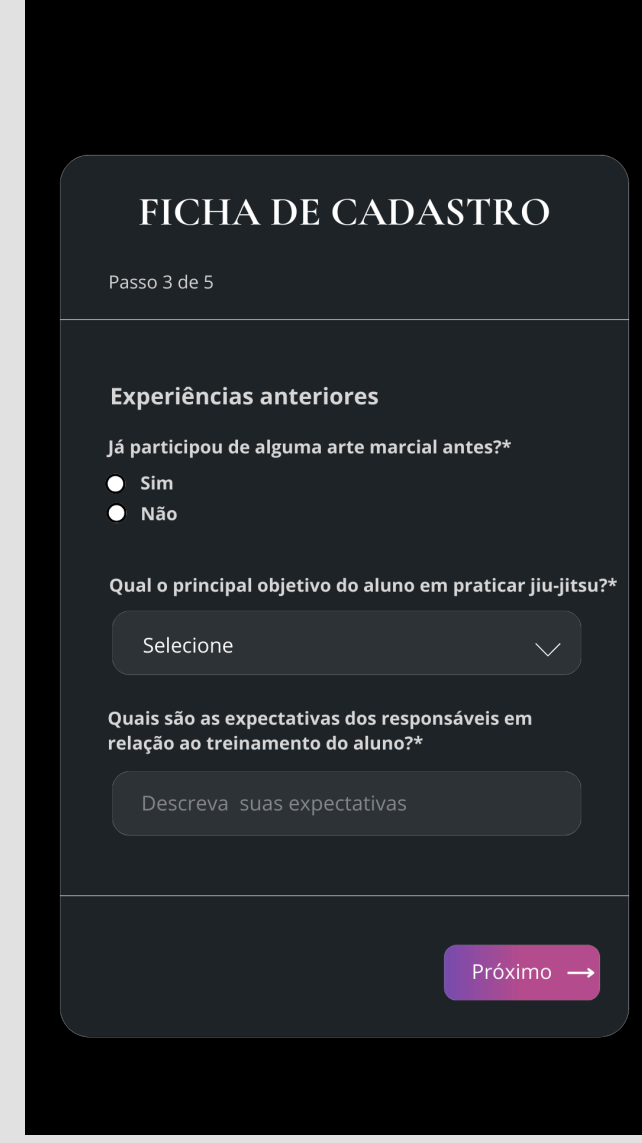 FICHA DE CADASTRO
Passo 3 de 5
Experiências anteriores
Já participou de alguma arte marcial antes?*
Sim
Não
Qual o principal objetivo do aluno em praticar jiu-jitsu?*
Selecione
Quais são as expectativas dos responsáveis em
relação ao treinamento do aluno?*
Descreva  suas expectativas
Próximo